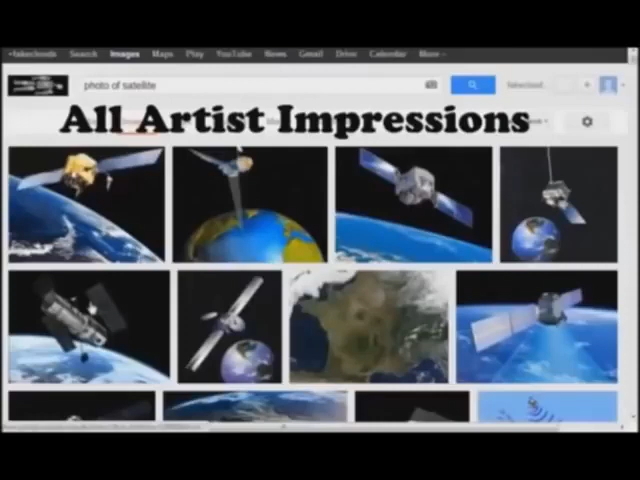 Search Images Maps Play YouTube News Gmail Drive Calendar More
photo of satellite
All Artist Impressions